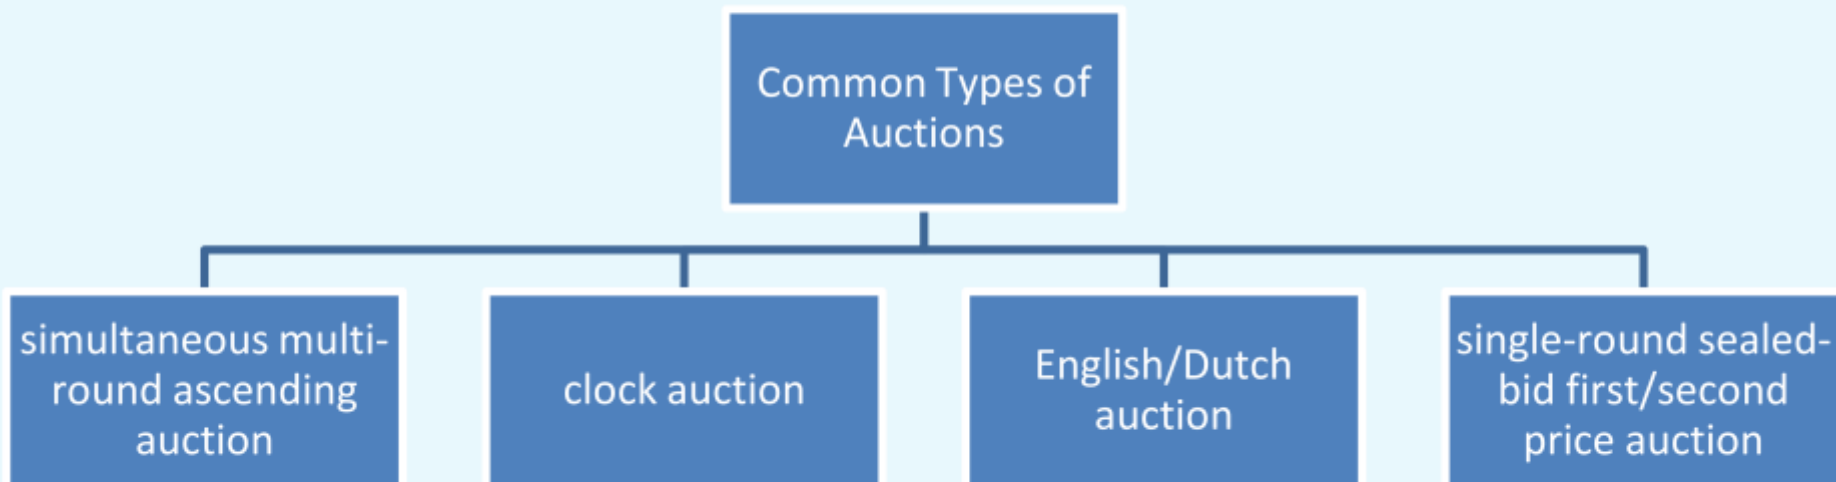 Common Types of
Auctions
simultaneous multi-
round ascending
auction
clock auction
English/Dutch
auction
single-round sealed-
bid first/second
price auction